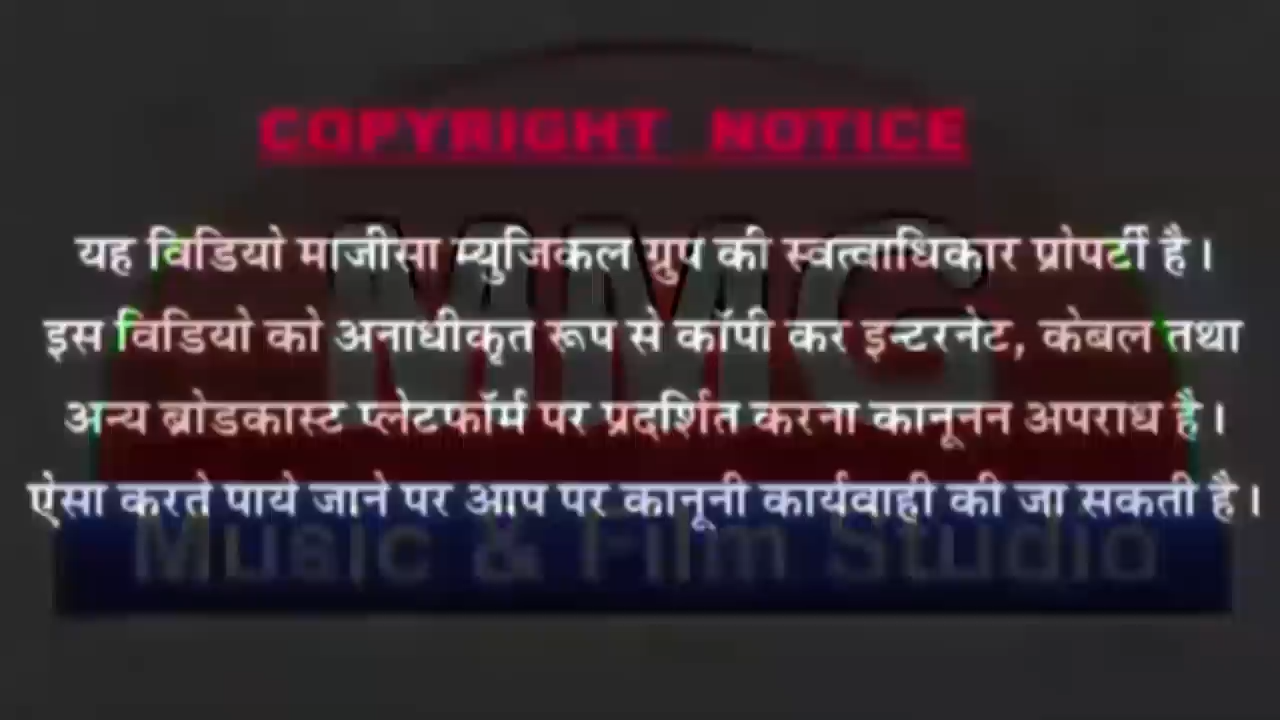 COPYRIGHT NOTICE
यह विडियो माजीसा म्युजिकल ग्रुप की स्वत्वाधिकार प्रोपर्टी है।
इस विडियो को अनाधीकृत रूप से कॉपी कर इन्टरनेट, केबल तथा
अन्य ब्रोडकास्ट प्लेटफॉर्म पर प्रदर्शित करना कानूनन अपराध है।
ऐसा करते पाये जाने पर आप पर कानूनी कार्यवाही की जा सकती है।
MMG
Music & Film Studio